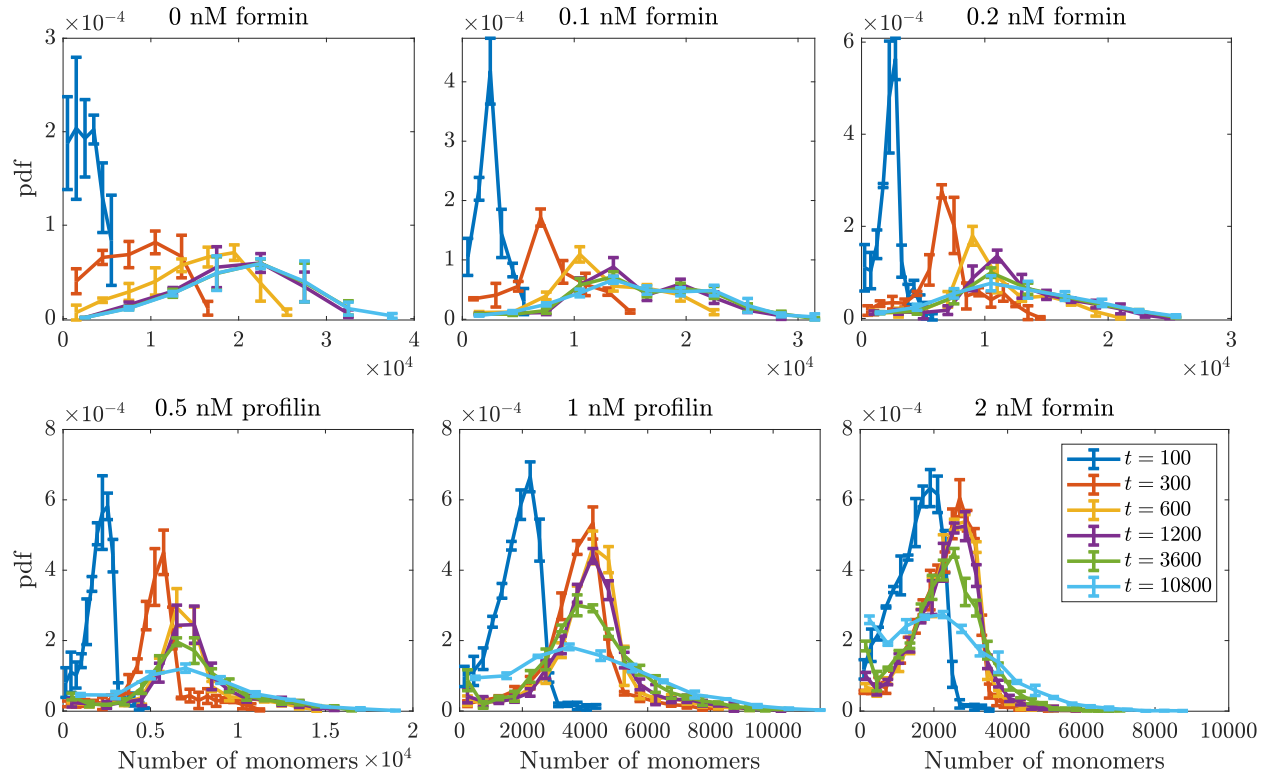 0 nM formin
0.1 nM formin
0.2 nM formin
×10⁻⁴
×10⁻⁴
×10⁻⁴
pdf
3
2
1
0
0 1 2 3 4
×10⁴
4
2
0
0 1 2 3
×10⁴
6
4
2
0
0 1 2 3
×10⁴
0.5 nM profilin
1 nM profilin
2 nM formin
×10⁻⁴
×10⁻⁴
×10⁻⁴
pdf
8
6
4
2
0
0 0.5 1 1.5 2
Number of monomers ×10⁴
8
6
4
2
0
0 2000 4000 6000 8000 10000
Number of monomers
8
6
4
2
0
0 2000 4000 6000 8000 10000
Number of monomers
t = 100
t = 300
t = 600
t = 1200
t = 3600
t = 10800